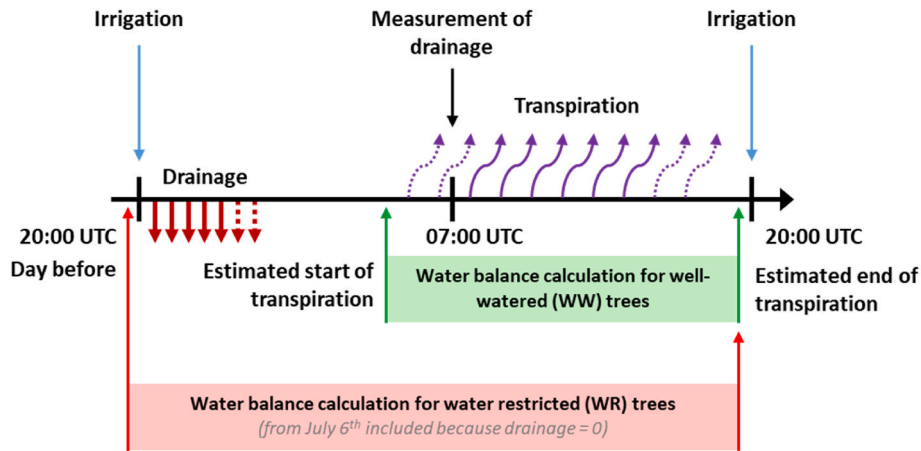 Irrigation
Measurement of
drainage
Irrigation
Transpiration
Drainage
20:00 UTC
Day before
07:00 UTC
20:00 UTC
Estimated start of
transpiration
Water balance calculation for well-
watered (WW) trees
Estimated end of
transpiration
Water balance calculation for water restricted (WR) trees
(from July 6th included because drainage = 0)